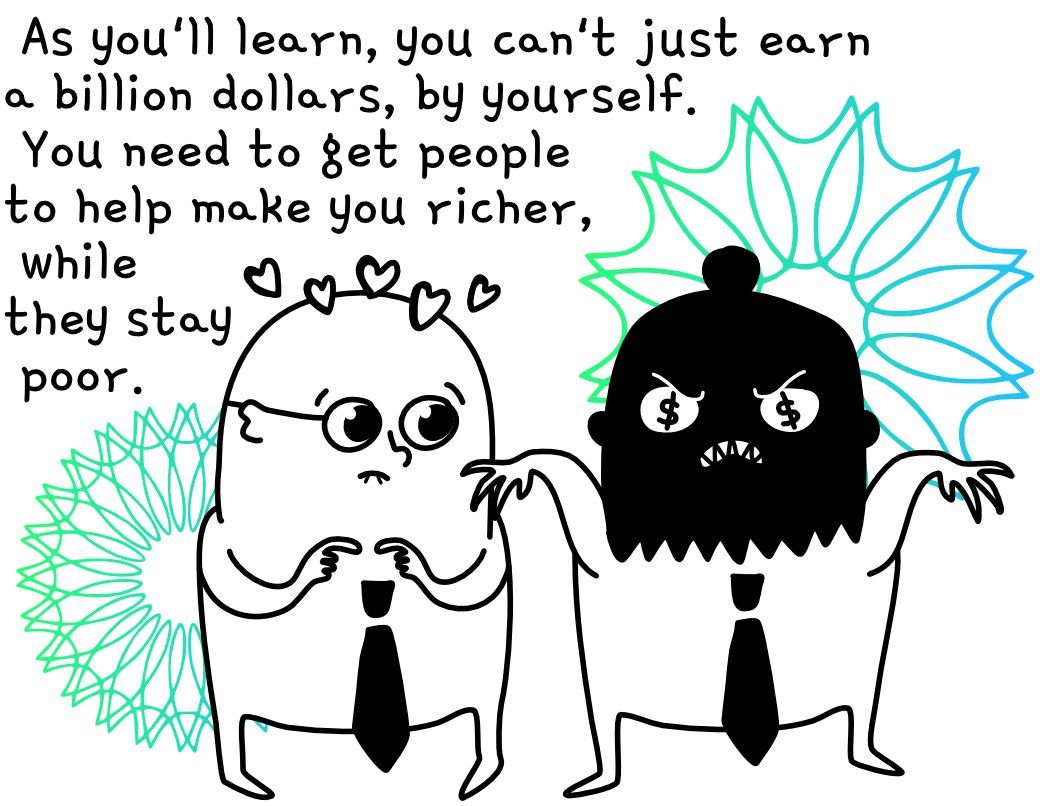 As you'll learn, you can't just earn
a billion dollars, by yourself.
You need to get people
to help make you richer,
while
they stay
poor.
$ $